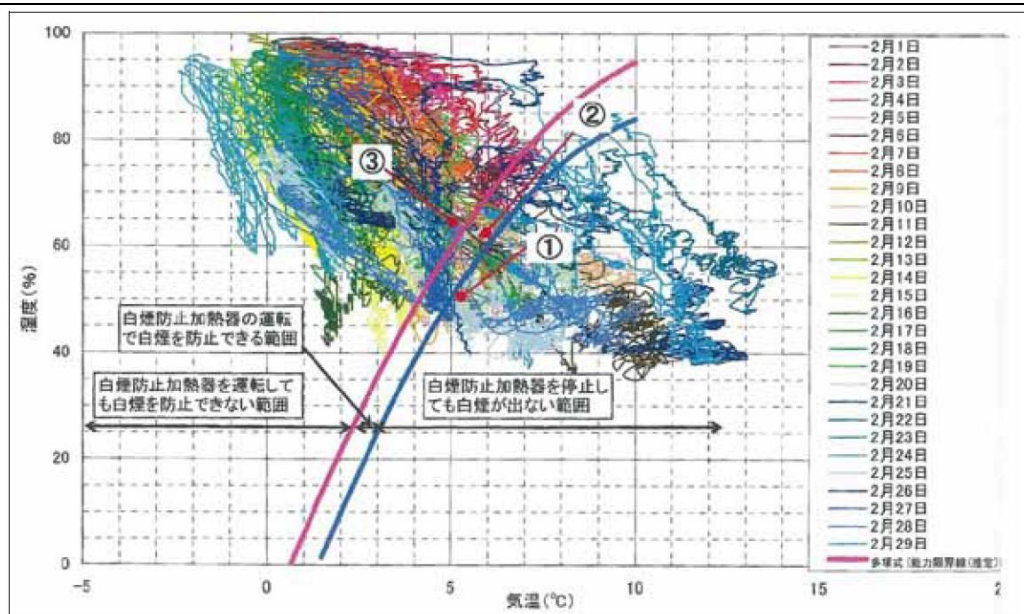 100
80
60
40
20
0
湿度(%)
-5
0
5
10
15
2
気温(℃)
①
②
③
白煙防止加熱器の運転
で白煙を防止できる範囲
白煙防止加熱器を運転して
も白煙を防止できない範囲
白煙防止加熱器を停止し
ても白煙が出ない範囲
2月1日
2月2日
2月3日
2月4日
2月5日
2月6日
2月7日
2月8日
2月9日
2月10日
2月11日
2月12日
2月13日
2月14日
2月15日
2月16日
2月17日
2月18日
2月19日
2月20日
2月21日
2月22日
2月23日
2月24日
2月25日
2月26日
2月27日
2月28日
2月29日
多項式(能力限界線(推定))